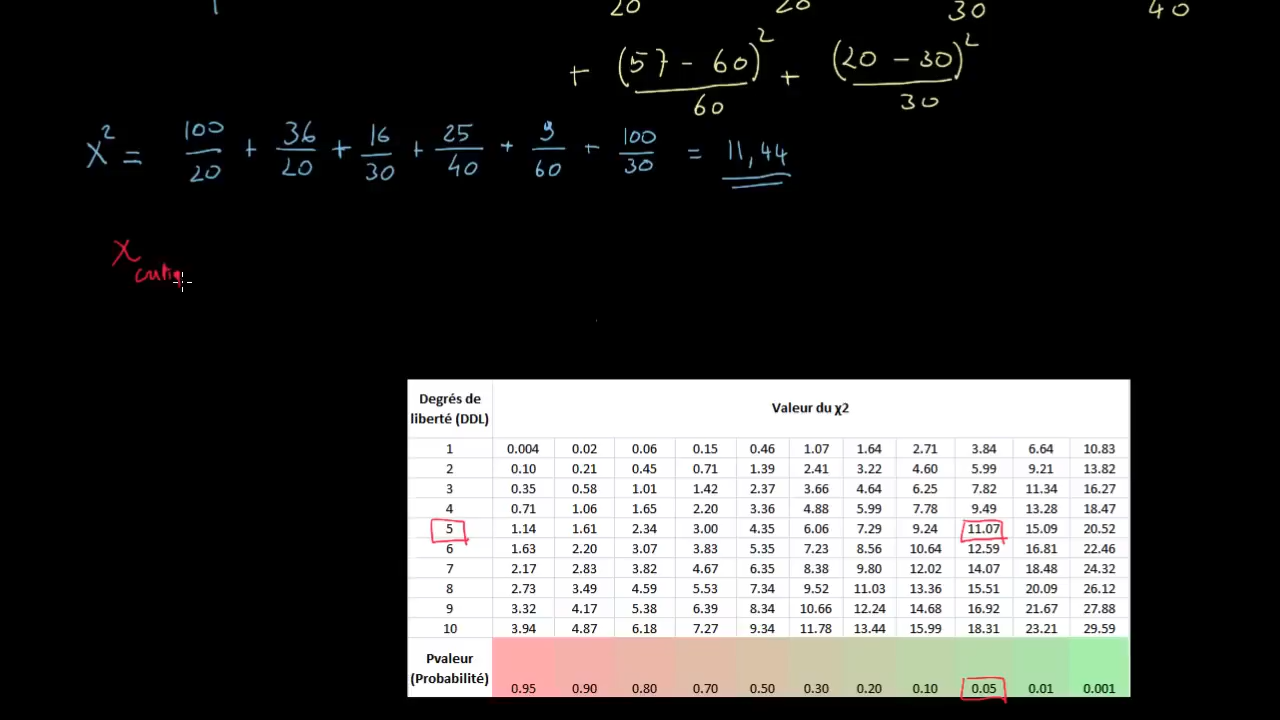 20 20 30 40
+ (57 - 60)² + (20 - 30)²
60 30
X² = 100/20 + 36/20 + 16/30 + 25/40 + 9/60 + 100/30 = 11,44
X critiq
Degrés de liberté (DDL) Valeur du χ2
1 0.004 0.02 0.06 0.15 0.46 1.07 1.64 2.71 3.84 6.64 10.83
2 0.10 0.21 0.45 0.71 1.39 2.41 3.22 4.60 5.99 9.21 13.82
3 0.35 0.58 1.01 1.42 2.37 3.66 4.64 6.25 7.82 11.34 16.27
4 0.71 1.06 1.65 2.20 3.36 4.88 5.99 7.78 9.49 13.28 18.47
5 1.14 1.61 2.34 3.00 4.35 6.06 7.29 9.24 11.07 15.09 20.52
6 1.63 2.20 3.07 3.83 5.35 7.23 8.56 10.64 12.59 16.81 22.46
7 2.17 2.83 3.82 4.67 6.35 8.38 9.80 12.02 14.07 18.48 24.32
8 2.73 3.49 4.59 5.53 7.34 9.52 11.03 13.36 15.51 20.09 26.12
9 3.32 4.17 5.38 6.39 8.34 10.66 12.24 14.68 16.92 21.67 27.88
10 3.94 4.87 6.18 7.27 9.34 11.78 13.44 15.99 18.31 23.21 29.59
Pvaleur (Probabilité) 0.95 0.90 0.80 0.70 0.50 0.30 0.20 0.10 0.05 0.01 0.001